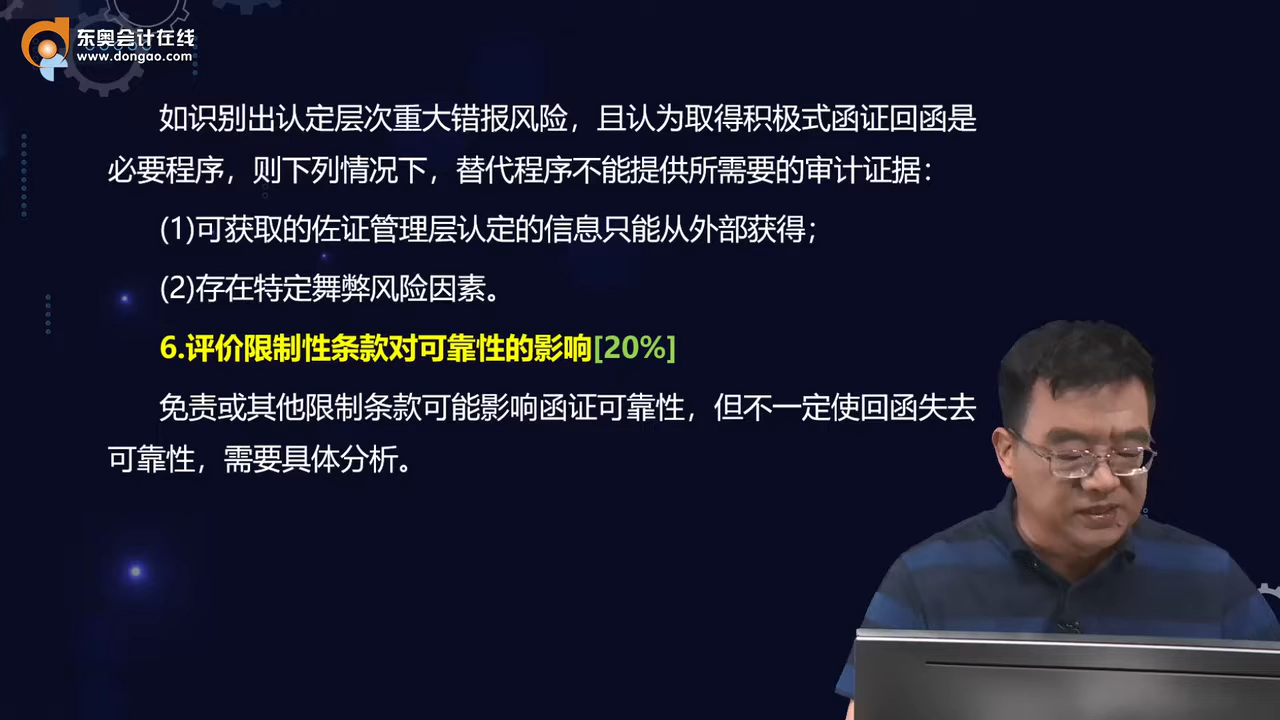 东奥会计在线
www.dongao.com
如识别出认定层次重大错报风险，且认为取得积极式函证回函是
必要程序，则下列情况下，替代程序不能提供所需要的审计证据：
(1)可获取的佐证管理层认定的信息只能从外部获得；
(2)存在特定舞弊风险因素。
6.评价限制性条款对可靠性的影响[20%]
免责或其他限制条款可能影响函证可靠性，但不一定使回函失去
可靠性，需要具体分析。